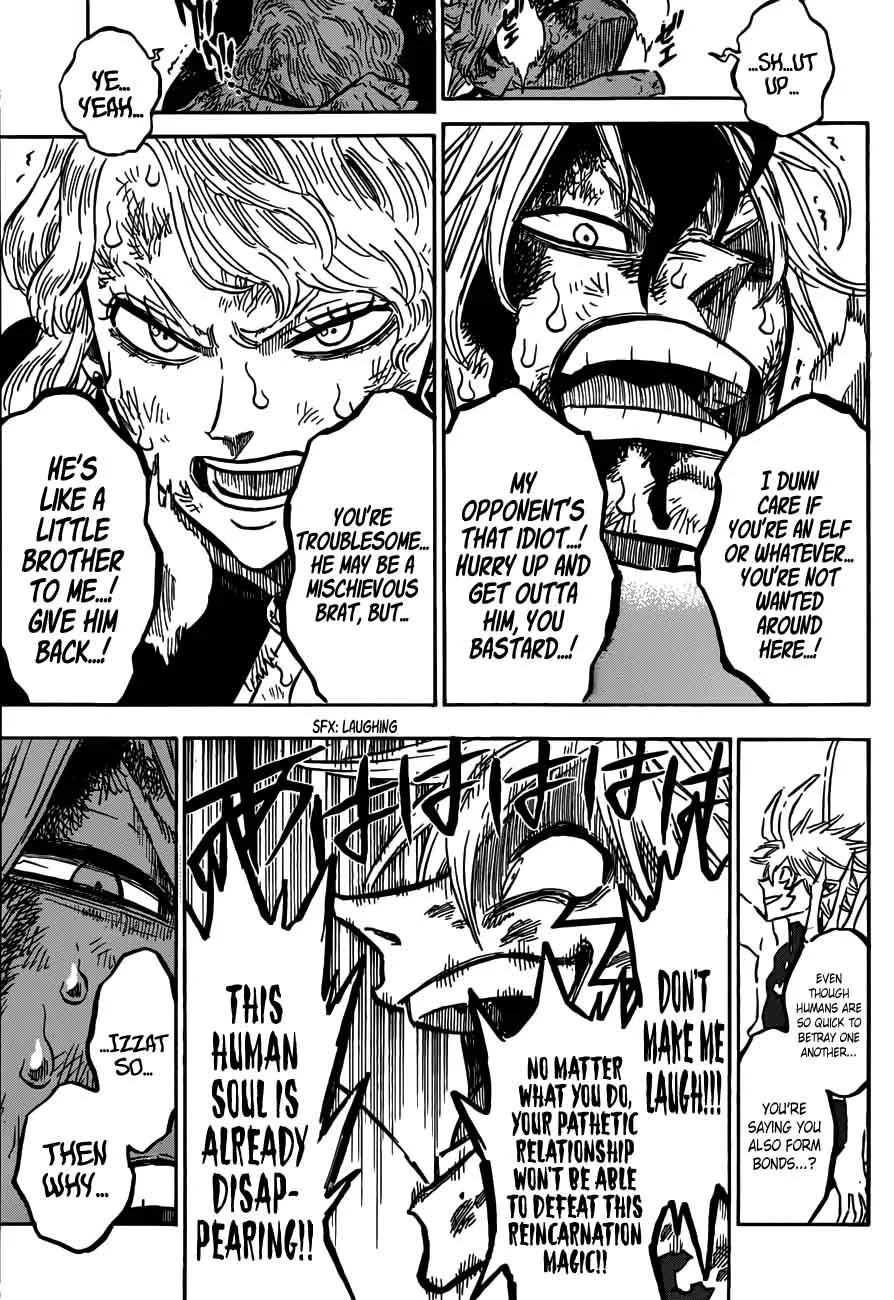 ...SH...UT
UP...
YE...
YEAH...
I DUNN
CARE IF
YOU'RE AN ELF
OR WHATEVER...
YOU'RE NOT
WANTED
AROUND
HERE...!
MY
OPPONENT'S
THAT IDIOT...!
HURRY UP AND
GET OUTTA
HIM, YOU
BASTARD...!
YOU'RE
TROUBLESOME...
HE MAY BE A
MISCHIEVOUS
BRAT, BUT...
HE'S
LIKE A
LITTLE
BROTHER
TO ME...!
GIVE HIM
BACK...!
EVEN
THOUGH
HUMANS ARE
SO QUICK TO
BETRAY ONE
ANOTHER...
YOU'RE
SAYING YOU
ALSO FORM
BONDS...?
SFX: LAUGHING
あははははは
DON'T
MAKE ME
LAUGH!!!
NO MATTER
WHAT YOU DO,
YOUR PATHETIC
RELATIONSHIP
WON'T BE ABLE
TO DEFEAT THIS
REINCARNATION
MAGIC!!
THIS
HUMAN
SOUL IS
ALREADY
DISAP-
PEARING!!
...IZZAT
SO...
THEN
WHY...